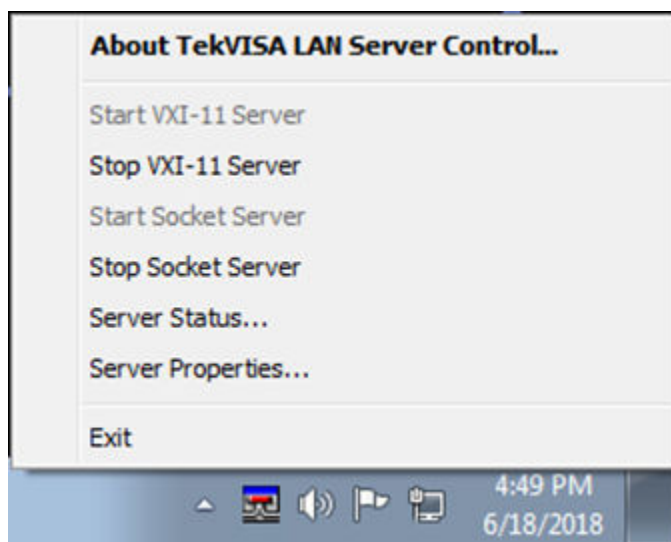 About TekVISA LAN Server Control...
Start VXI-11 Server
Stop VXI-11 Server
Start Socket Server
Stop Socket Server
Server Status...
Server Properties...
Exit
4:49 PM
6/18/2018